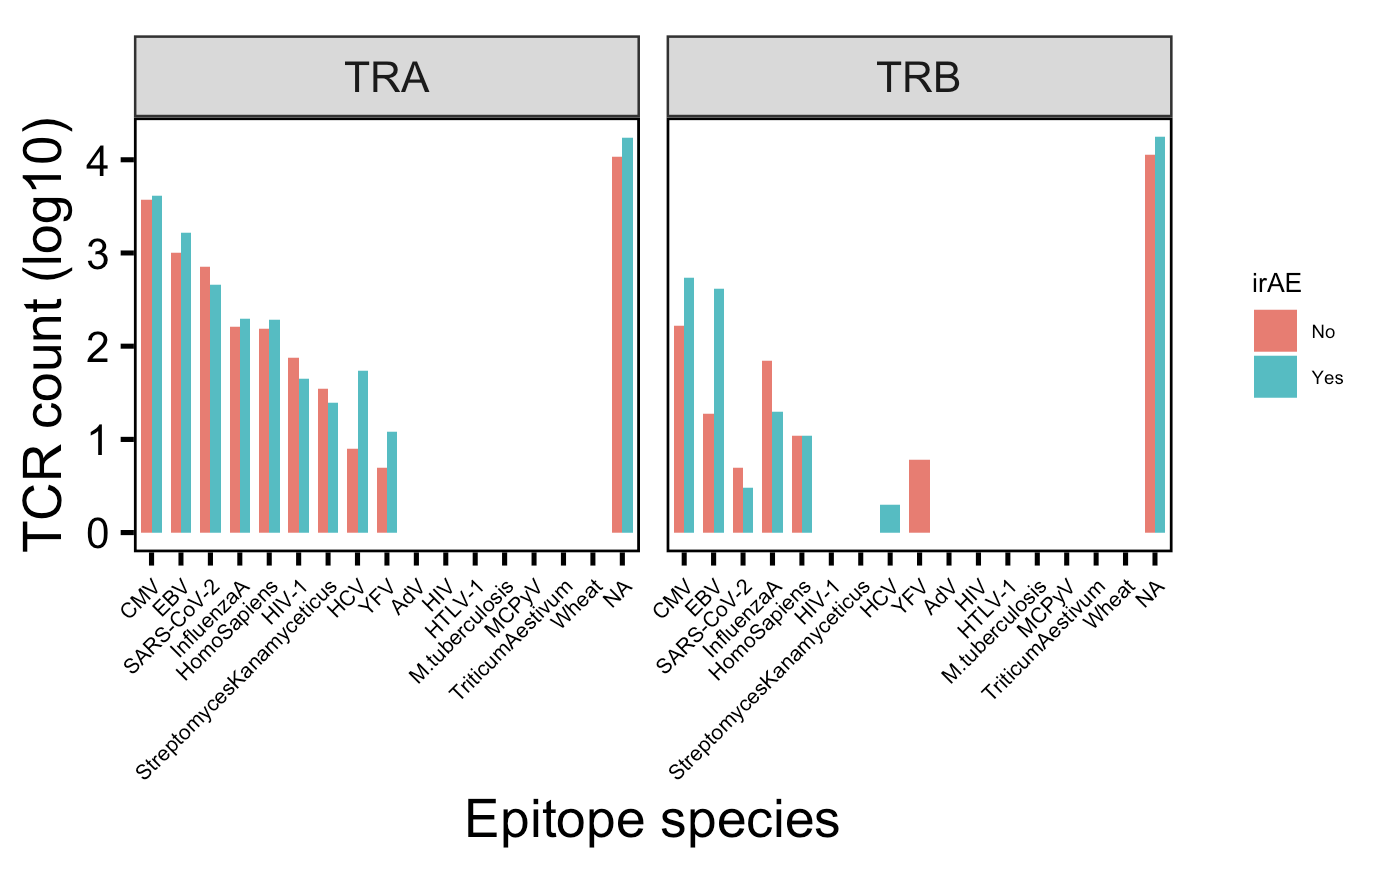 TRA
TRB
TCR count (log10)
4
3
2
1
0
CMV
EBV
SARS-CoV-2
InfluenzaA
HomoSapiens
HIV-1
StreptomycesKanamyceticus
HCV
YFV
AdV
HIV
HTLV-1
M.tuberculosis
MCPyV
TriticumAestivum
Wheat
NA
CMV
EBV
SARS-CoV-2
InfluenzaA
HomoSapiens
HIV-1
StreptomycesKanamyceticus
HCV
YFV
AdV
HIV
HTLV-1
M.tuberculosis
MCPyV
TriticumAestivum
Wheat
NA
Epitope species
irAE
No
Yes